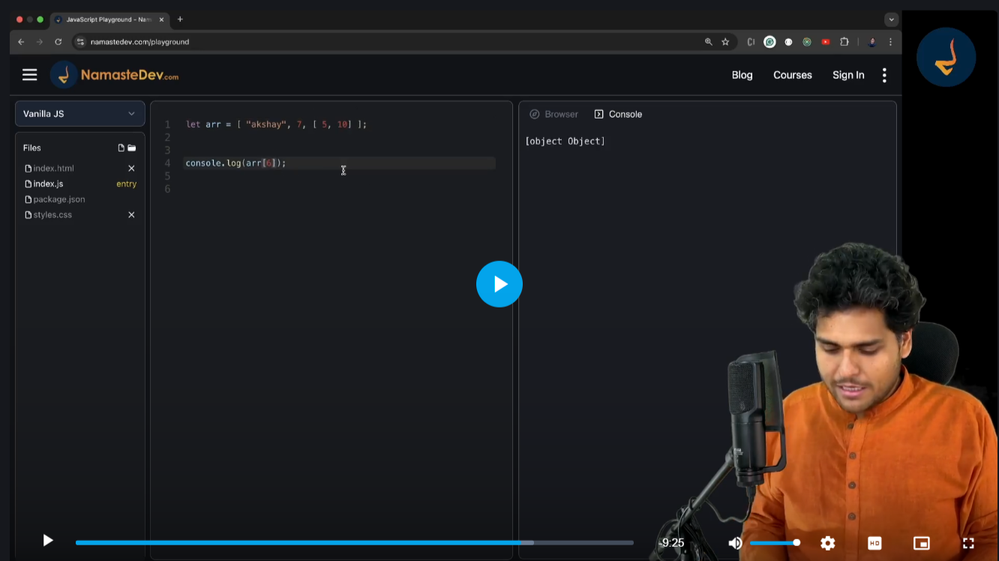 JavaScript Playground - Nam
namastedev.com/playground
NamasteDev.com
Blog
Courses
Sign In
Vanilla JS
Files
index.html
index.js
entry
package.json
styles.css
1 let arr = [ "akshay", 7, [ 5, 10] ];
2
3
4 console.log(arr[6]);
5
6
Browser
Console
[object Object]
-9:25
HD